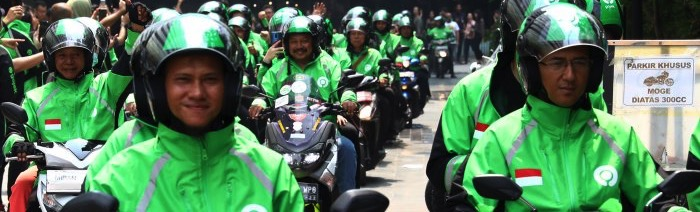 PARKIR KHUSUS
MOGE
DIATAS 300CC